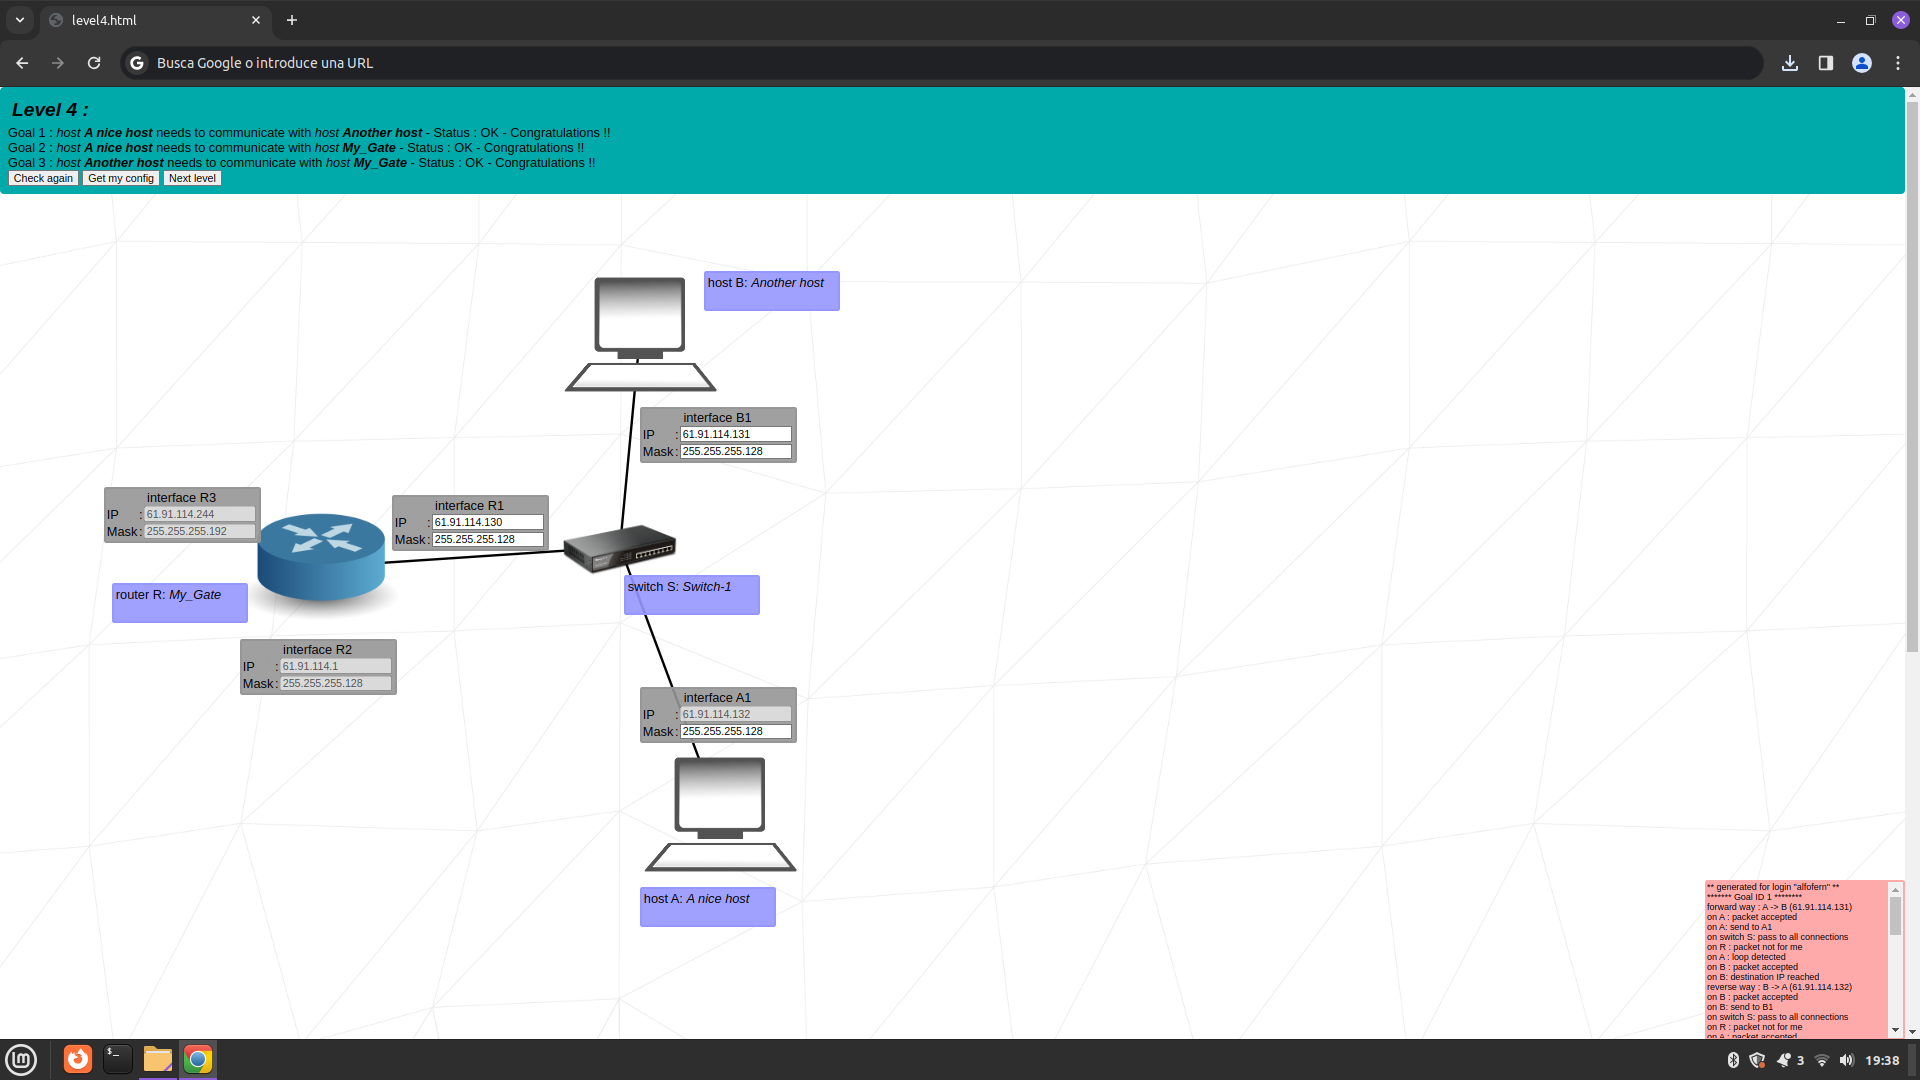 level4.html
Busca Google o introduce una URL
Level 4 :
Goal 1 : host A nice host needs to communicate with host Another host - Status : OK - Congratulations !!
Goal 2 : host A nice host needs to communicate with host My_Gate - Status : OK - Congratulations !!
Goal 3 : host Another host needs to communicate with host My_Gate - Status : OK - Congratulations !!
Check again Get my config Next level
host B: Another host
interface B1
IP : 61.91.114.131
Mask : 255.255.255.128
interface R3
IP : 61.91.114.244
Mask : 255.255.255.192
interface R1
IP : 61.91.114.130
Mask : 255.255.255.128
switch S: Switch-1
router R: My_Gate
interface R2
IP : 61.91.114.1
Mask : 255.255.255.128
interface A1
IP : 61.91.114.132
Mask : 255.255.255.128
host A: A nice host
** generated for login "alfofern" **
******* Goal ID 1 ********
forward way : A -> B (61.91.114.131)
on A : packet accepted
on A: send to A1
on switch S: pass to all connections
on R : packet not for me
on A : loop detected
on B : packet accepted
on B: destination IP reached
reverse way : B -> A (61.91.114.132)
on B : packet accepted
on B: send to B1
on switch S: pass to all connections
on R : packet not for me
on A : packet accepted
3
19:38